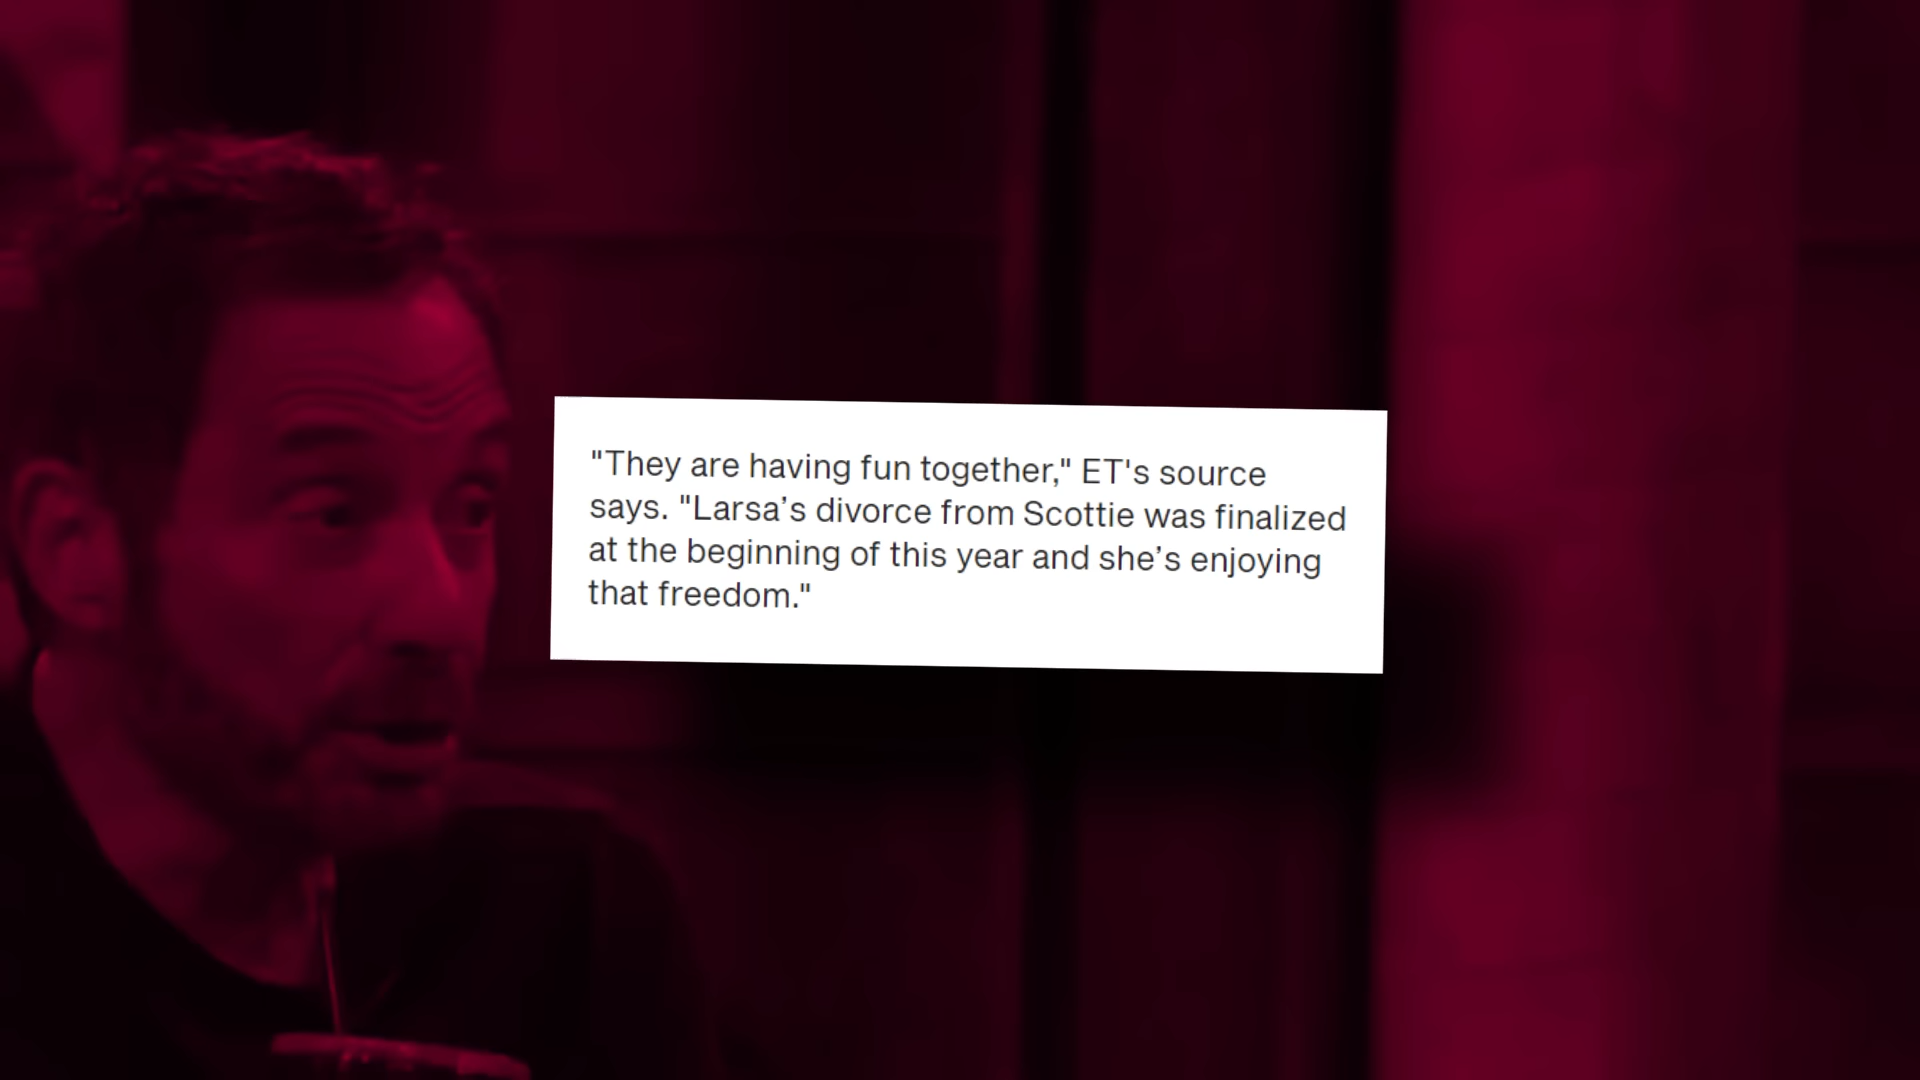 "They are having fun together," ET's source
says. "Larsa’s divorce from Scottie was finalized
at the beginning of this year and she’s enjoying
that freedom."